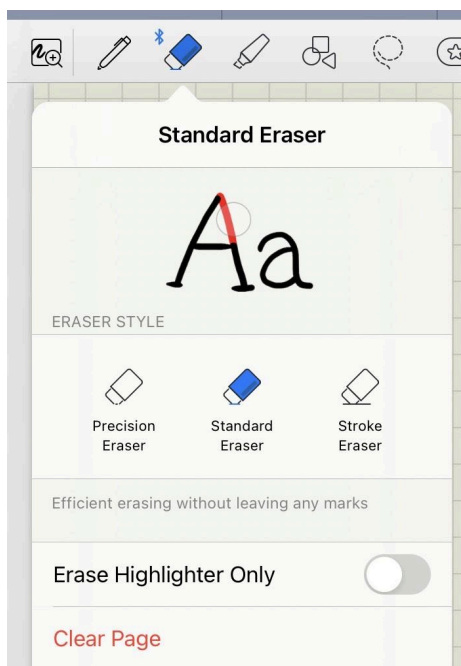 Standard Eraser
Aa
ERASER STYLE
Precision
Eraser
Standard
Eraser
Stroke
Eraser
Efficient erasing without leaving any marks
Erase Highlighter Only
Clear Page